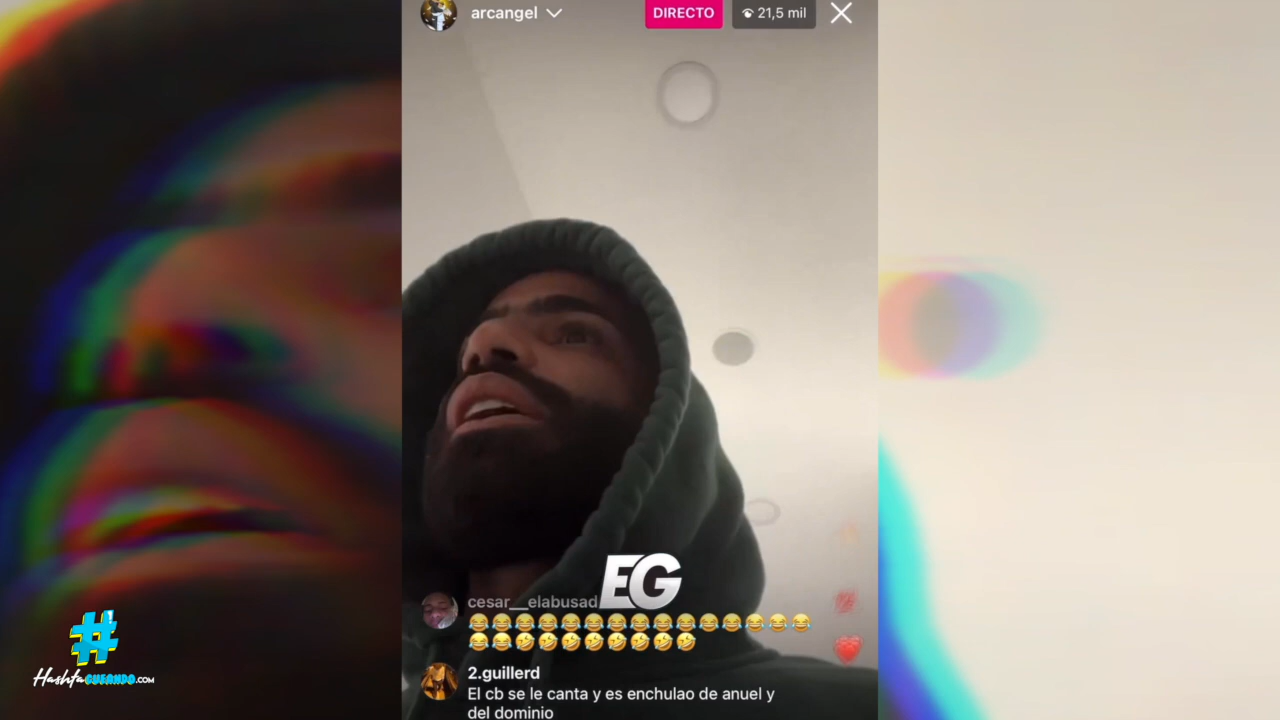 arcangel
DIRECTO
21,5 mil
EG
cesar__elabusad
😂😂😂😂😂😂😂😂😂😂😂😂😂😂😂
😂😂🤣🤣🤣🤣🤣🤣🤣🤣
2.guillerd
El cb se le canta y es enchulao de anuel y
del dominio
#
HashtaGUEANDO.COM